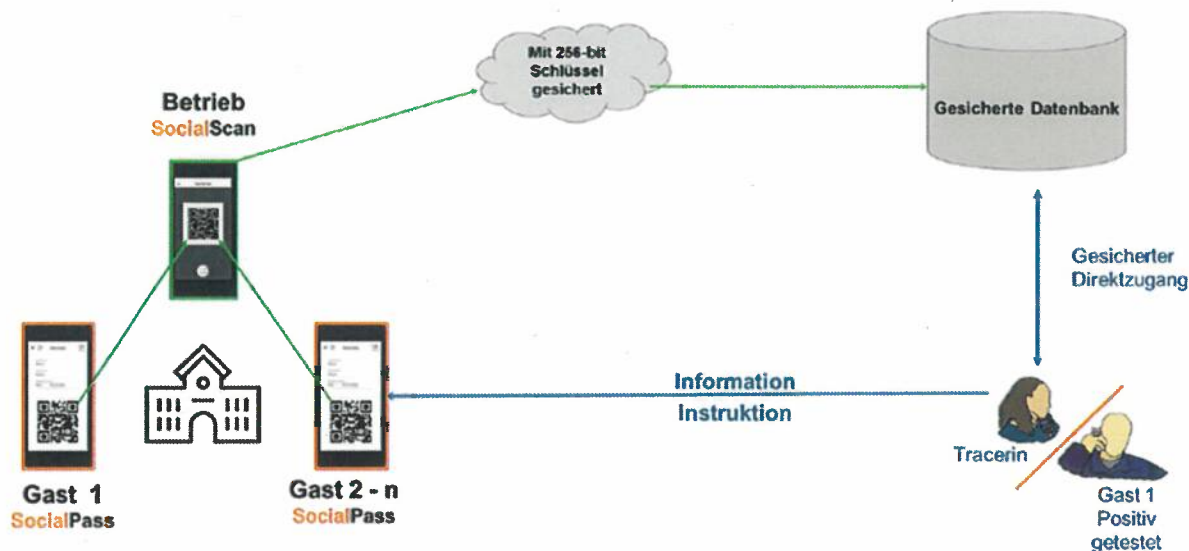 Mit 256-bit
Schlüssel
gesichert
Gesicherte Datenbank
Betrieb
SocialScan
Gesicherter
Direktzugang
Information
Instruktion
Tracerin
Gast 1
SocialPass
Gast 2 - n
SocialPass
Gast 1
Positiv
getestet